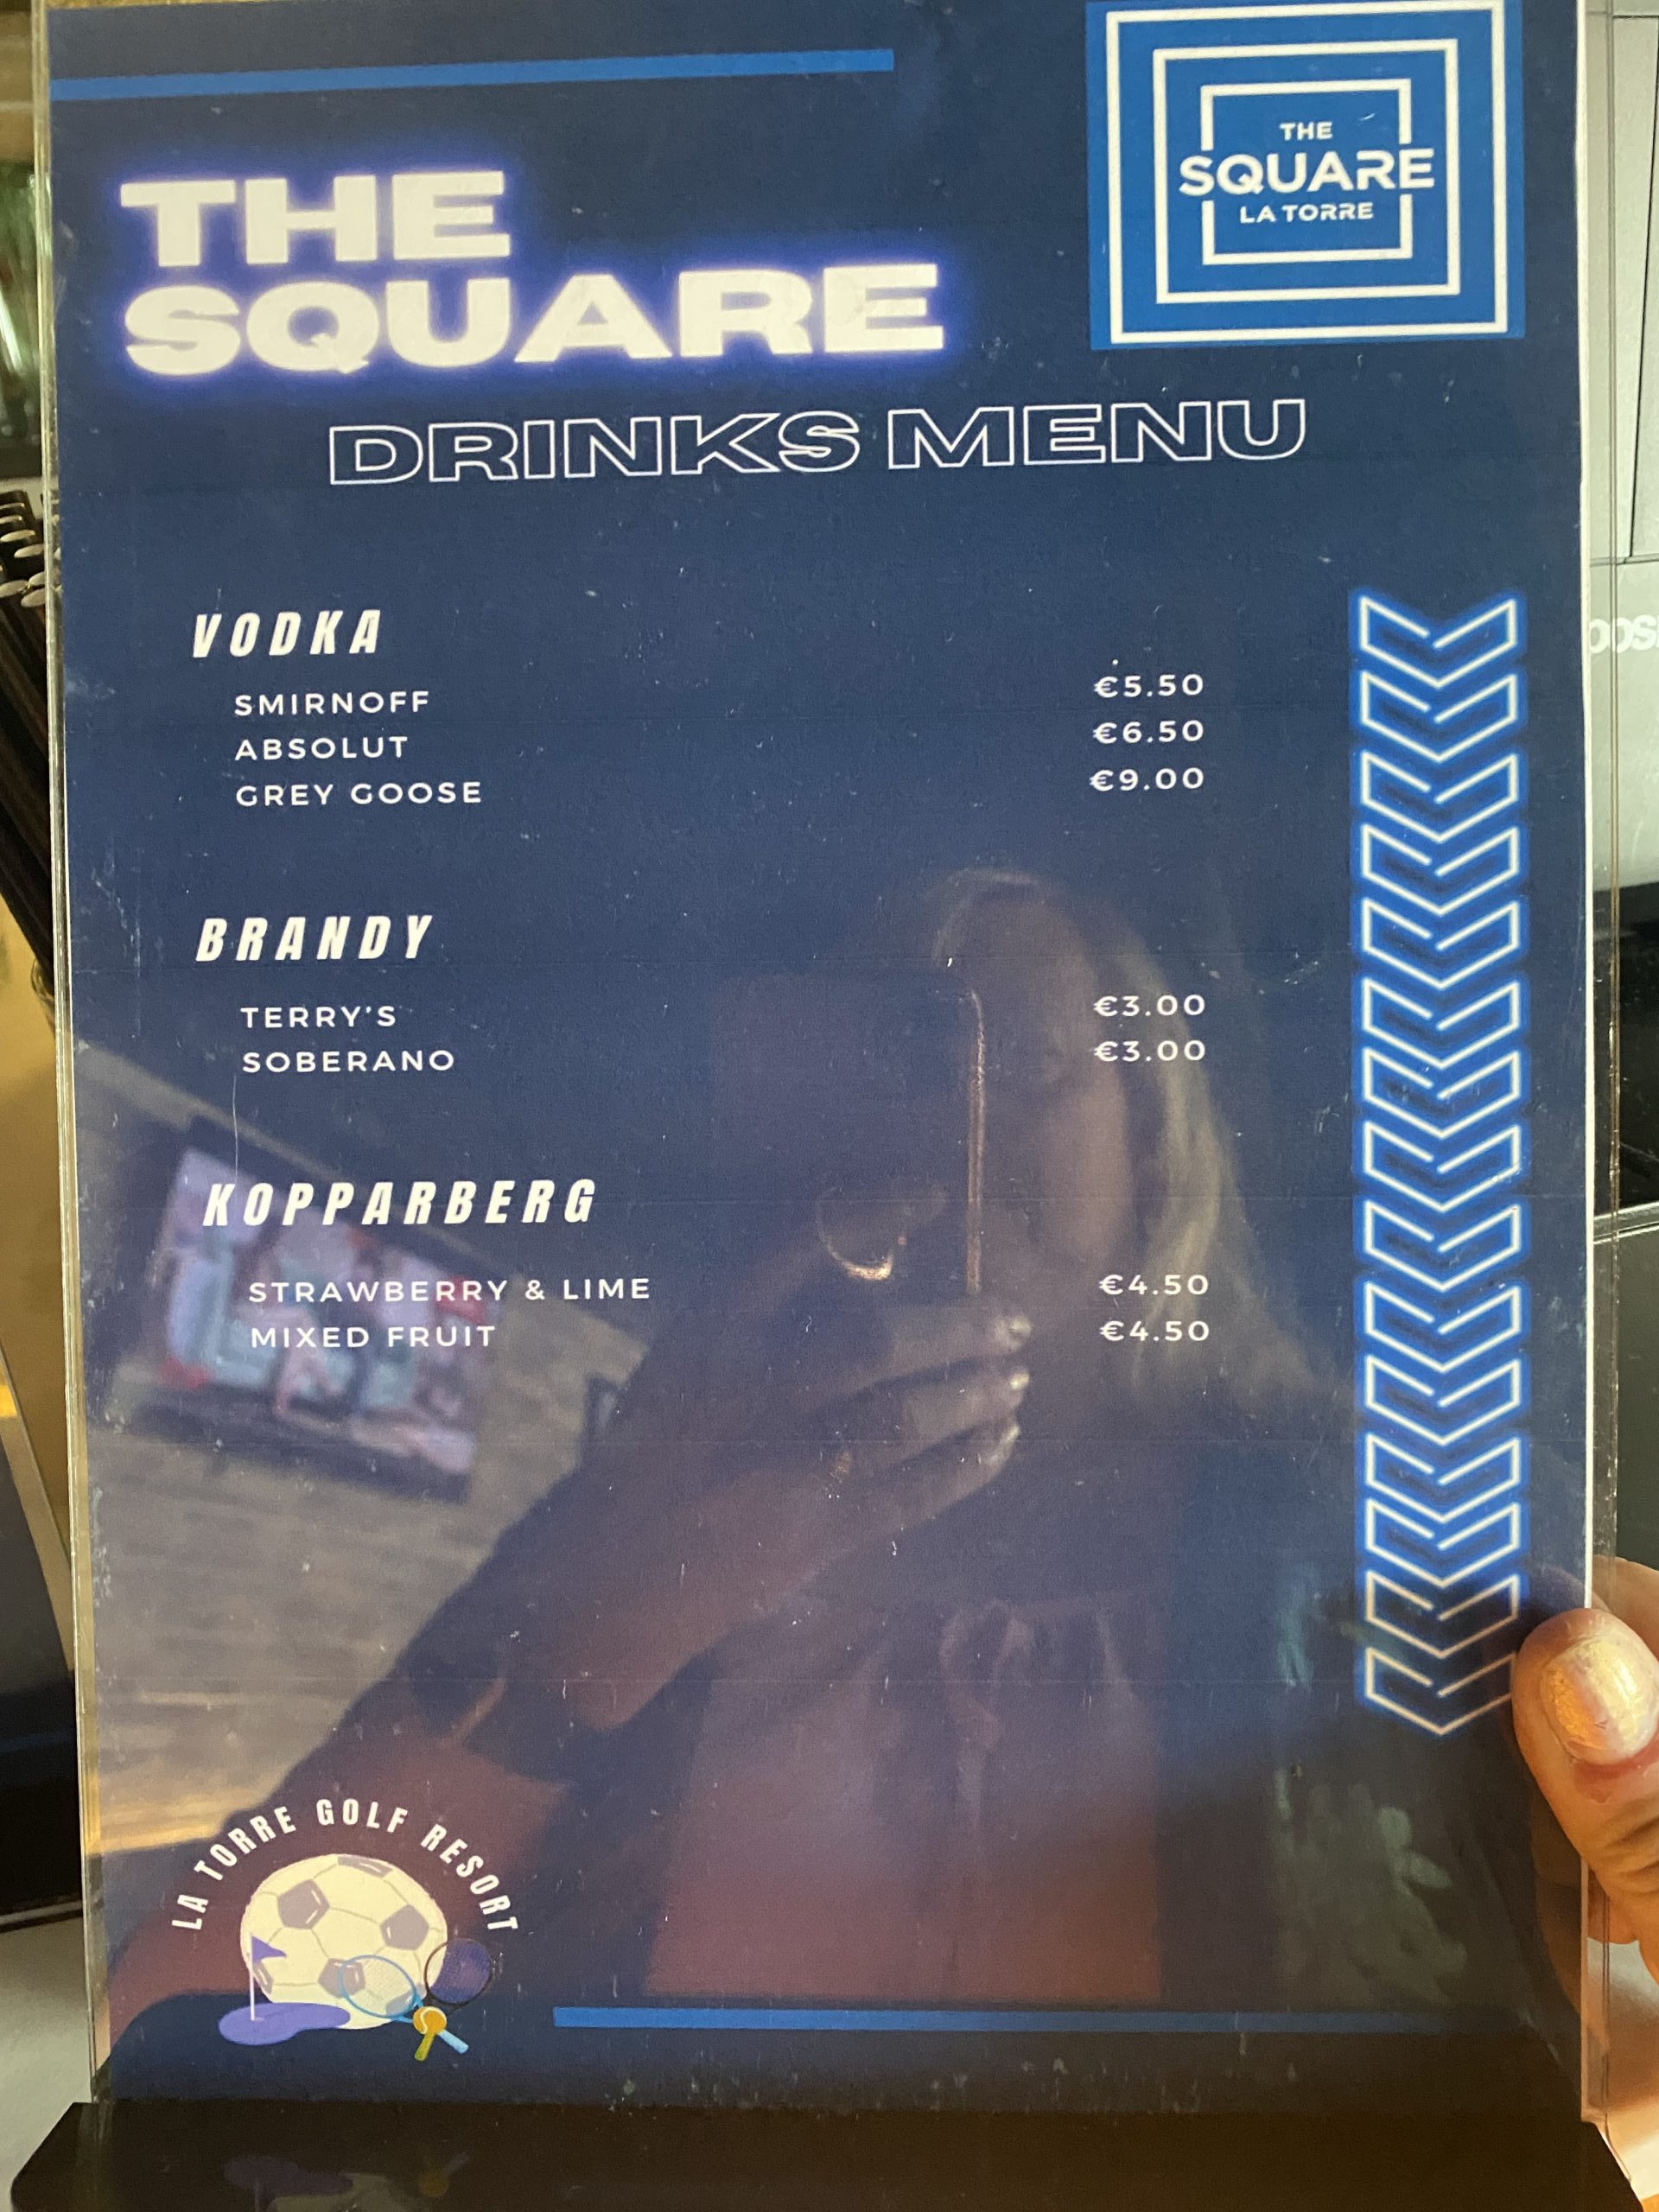 THE
SQUARE
LA TORRE
THE
SQUARE
DRINKS MENU
VODKA
SMIRNOFF €5.50
ABSOLUT €6.50
GREY GOOSE €9.00
BRANDY
TERRY'S €3.00
SOBERANO €3.00
KOPPARBERG
STRAWBERRY & LIME €4.50
MIXED FRUIT €4.50
LA TORRE GOLF RESORT